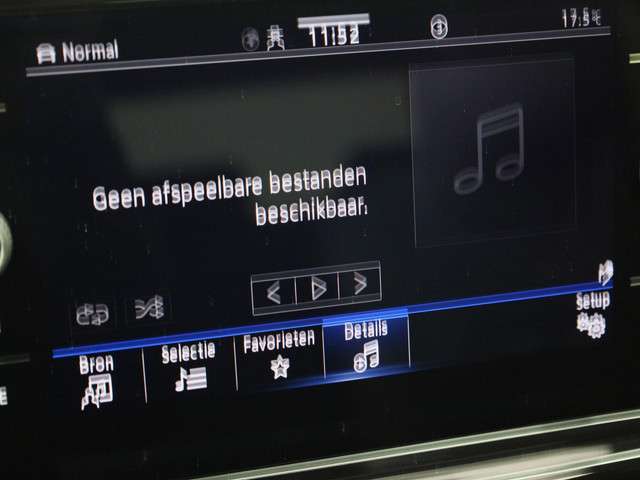 Normal
11:52
17.5°C
Geen afspeelbare bestanden
beschikbaar.
Bron
Selectie
Favorieten
Details
Setup